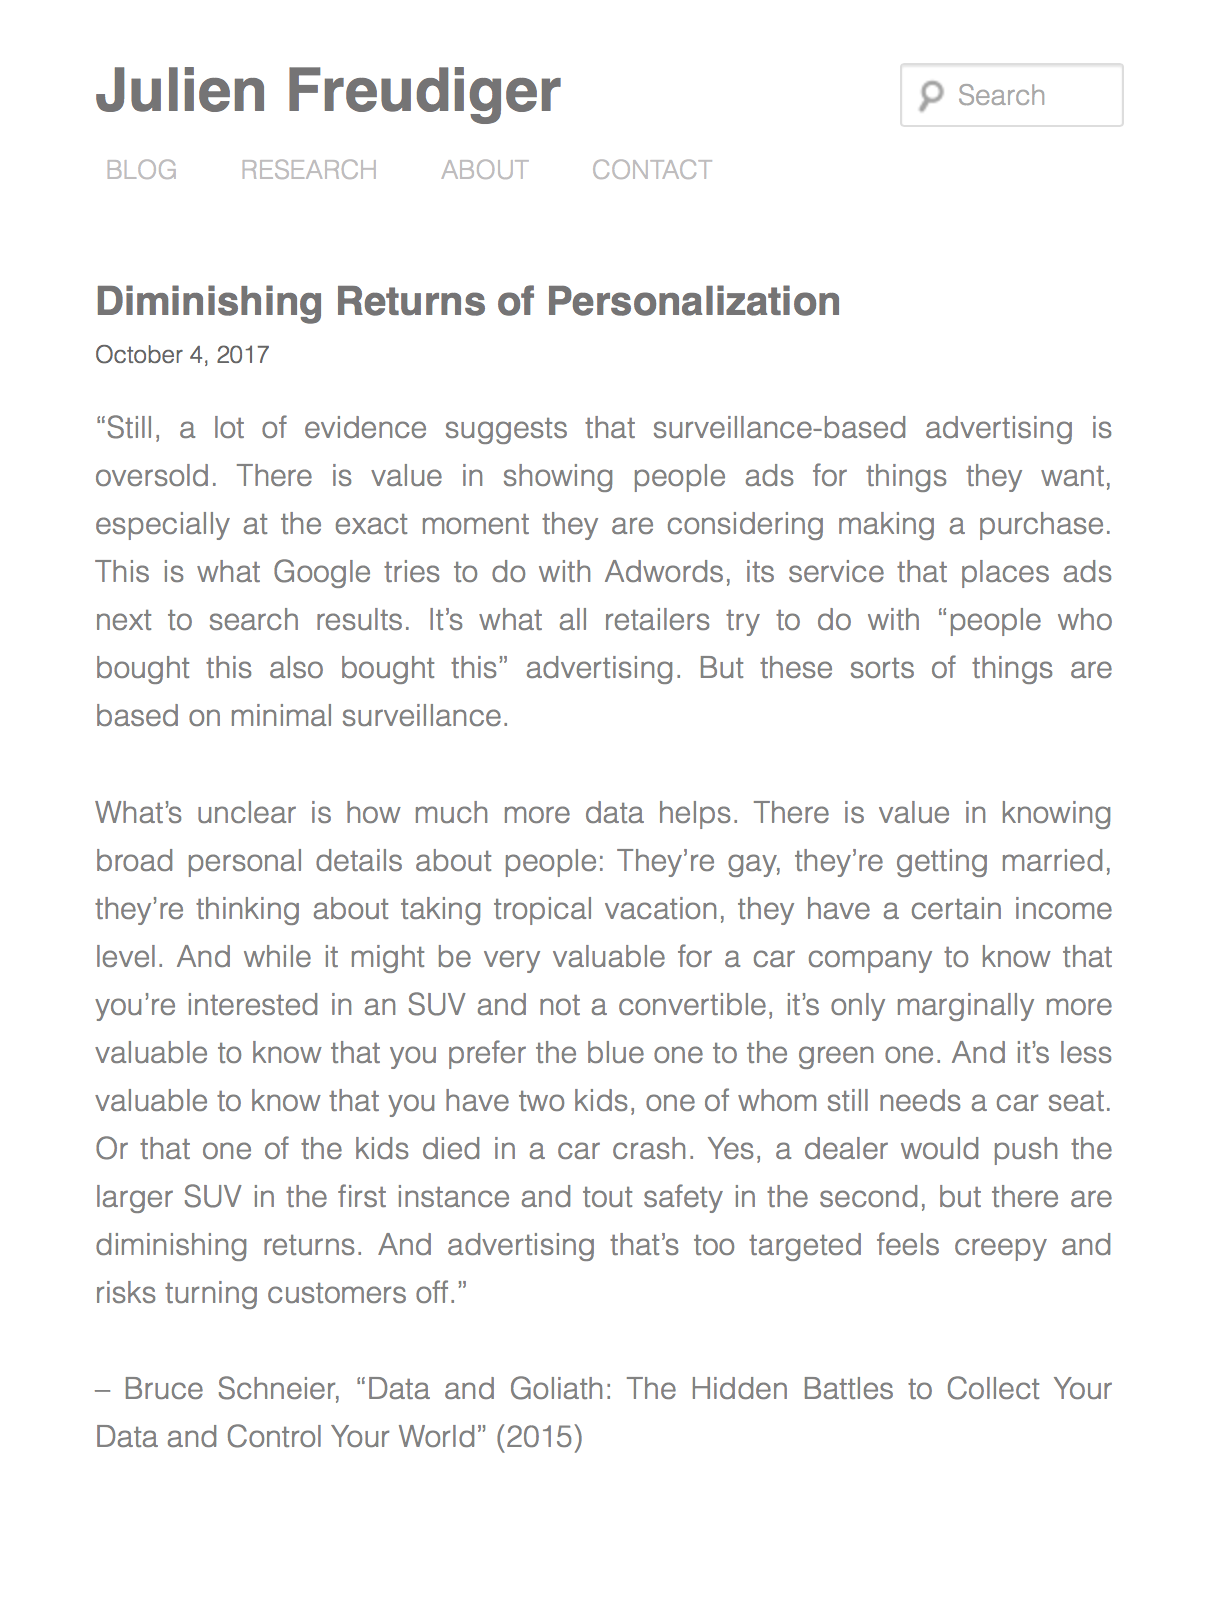 Julien Freudiger
Search
BLOG RESEARCH ABOUT CONTACT
Diminishing Returns of Personalization
October 4, 2017
“Still, a lot of evidence suggests that surveillance-based advertising is
oversold. There is value in showing people ads for things they want,
especially at the exact moment they are considering making a purchase.
This is what Google tries to do with Adwords, its service that places ads
next to search results. It’s what all retailers try to do with “people who
bought this also bought this” advertising. But these sorts of things are
based on minimal surveillance.
What’s unclear is how much more data helps. There is value in knowing
broad personal details about people: They’re gay, they’re getting married,
they’re thinking about taking tropical vacation, they have a certain income
level. And while it might be very valuable for a car company to know that
you’re interested in an SUV and not a convertible, it’s only marginally more
valuable to know that you prefer the blue one to the green one. And it’s less
valuable to know that you have two kids, one of whom still needs a car seat.
Or that one of the kids died in a car crash. Yes, a dealer would push the
larger SUV in the first instance and tout safety in the second, but there are
diminishing returns. And advertising that’s too targeted feels creepy and
risks turning customers off.”
– Bruce Schneier, “Data and Goliath: The Hidden Battles to Collect Your
Data and Control Your World” (2015)